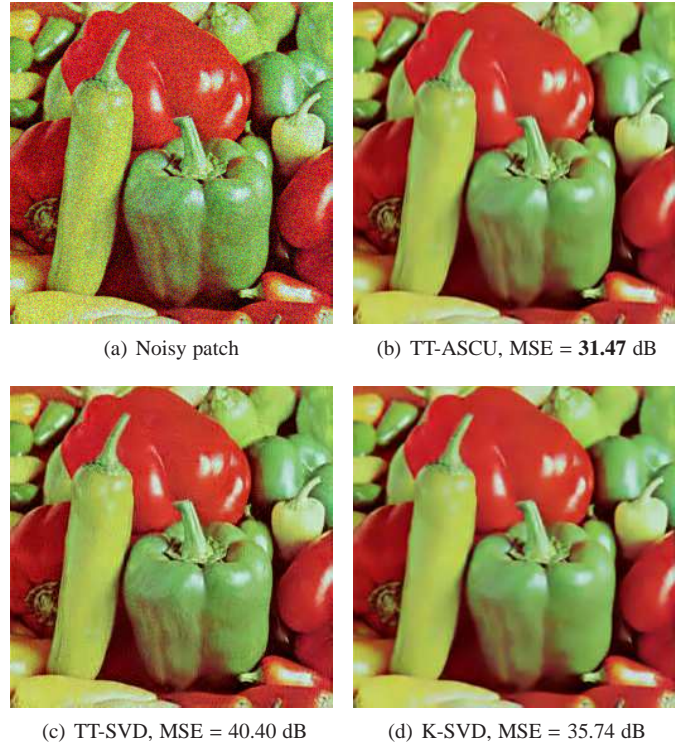 (a) Noisy patch
(b) TT-ASCU, MSE = 31.47 dB
(c) TT-SVD, MSE = 40.40 dB
(d) K-SVD, MSE = 35.74 dB